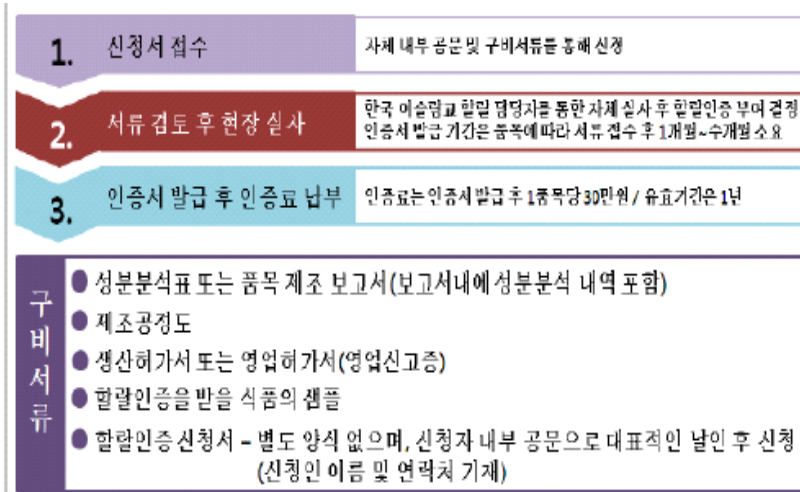 1. 신청서 접수
자체 내부 공문 및 구비서류를 통해 신청
2. 서류 검토 후 현장 실사
한국 이슬림교 할랄 담당자를 통한 자체 실사 후 할랄인증 부여 결정
인증서 발급 기간은 품목에 따라 서류 접수 후 1개월~수개월 소요
3. 인증서 발급 후 인증료 납부
인증료는 인증서 발급 후 1품목당 30만원 / 유효기간은 1년
구비서류
성분분석표 또는 품목 제조 보고서(보고서내에 성분분석 내역 포함)
제조공정도
생산허가서 또는 영업허가서(영업신고증)
할랄인증을 받을 식품의 샘플
할랄인증 신청서 – 별도 양식 없으며, 신청자 내부 공문으로 대표적인 날인 후 신청
(신청인 이름 및 연락처 기재)